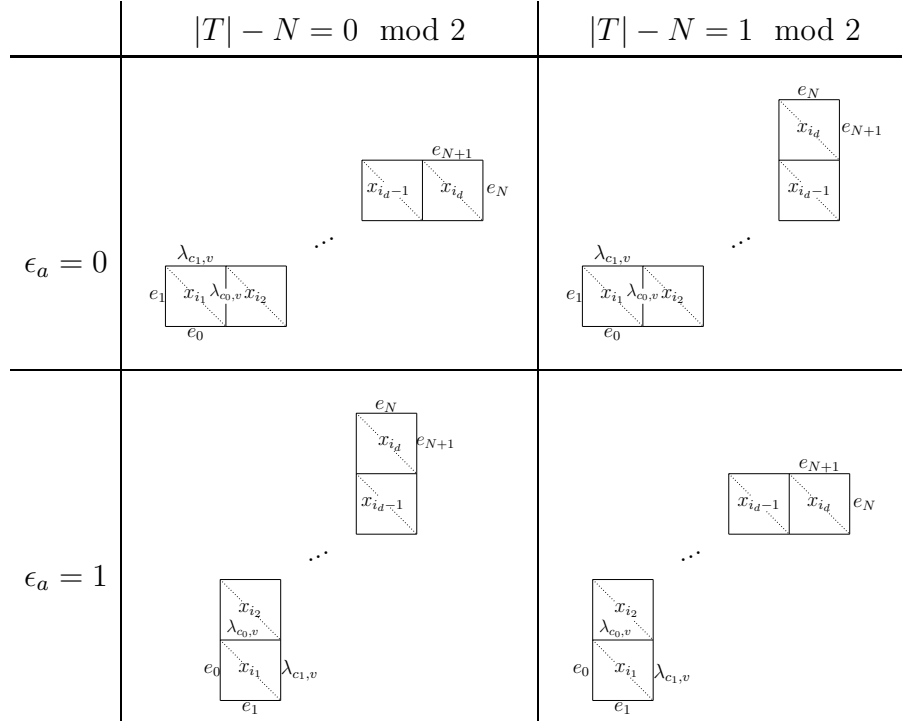 |T| − N = 0 mod 2
|T| − N = 1 mod 2
ϵ_a = 0
e_{N+1}
x_{i_d−1} x_{i_d} e_N
...
λ_{c_1,v}
e_1 x_{i_1} λ_{c_0,v} x_{i_2}
e_0
e_N
x_{i_d} e_{N+1}
x_{i_d−1}
...
λ_{c_1,v}
e_1 x_{i_1} λ_{c_0,v} x_{i_2}
e_0
ϵ_a = 1
e_N
x_{i_d} e_{N+1}
x_{i_d−1}
...
x_{i_2}
λ_{c_0,v}
e_0 x_{i_1} λ_{c_1,v}
e_1
e_{N+1}
x_{i_d−1} x_{i_d} e_N
...
x_{i_2}
λ_{c_0,v}
e_0 x_{i_1} λ_{c_1,v}
e_1